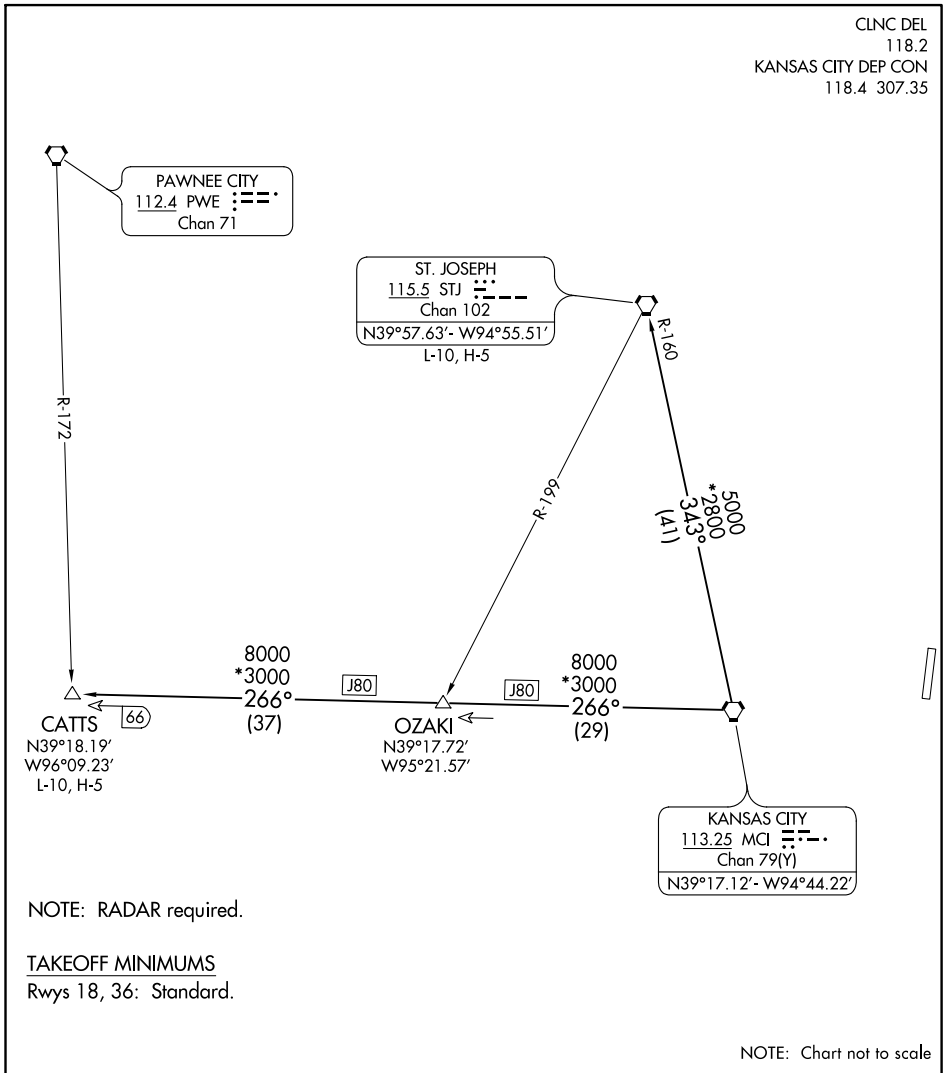 CLNC DEL
118.2
KANSAS CITY DEP CON
118.4 307.35
PAWNEE CITY
112.4 PWE
Chan 71
ST. JOSEPH
115.5 STJ
Chan 102
N39°57.63'- W94°55.51'
L-10, H-5
R-160
R-172
R-199
5000
*2800
343°
(41)
8000
*3000
266°
(37)
J80
J80
8000
*3000
266°
(29)
CATTS
66
N39°18.19'
W96°09.23'
L-10, H-5
OZAKI
N39°17.72'
W95°21.57'
KANSAS CITY
113.25 MCI
Chan 79(Y)
N39°17.12'- W94°44.22'
NOTE: RADAR required.
TAKEOFF MINIMUMS
Rwys 18, 36: Standard.
NOTE: Chart not to scale